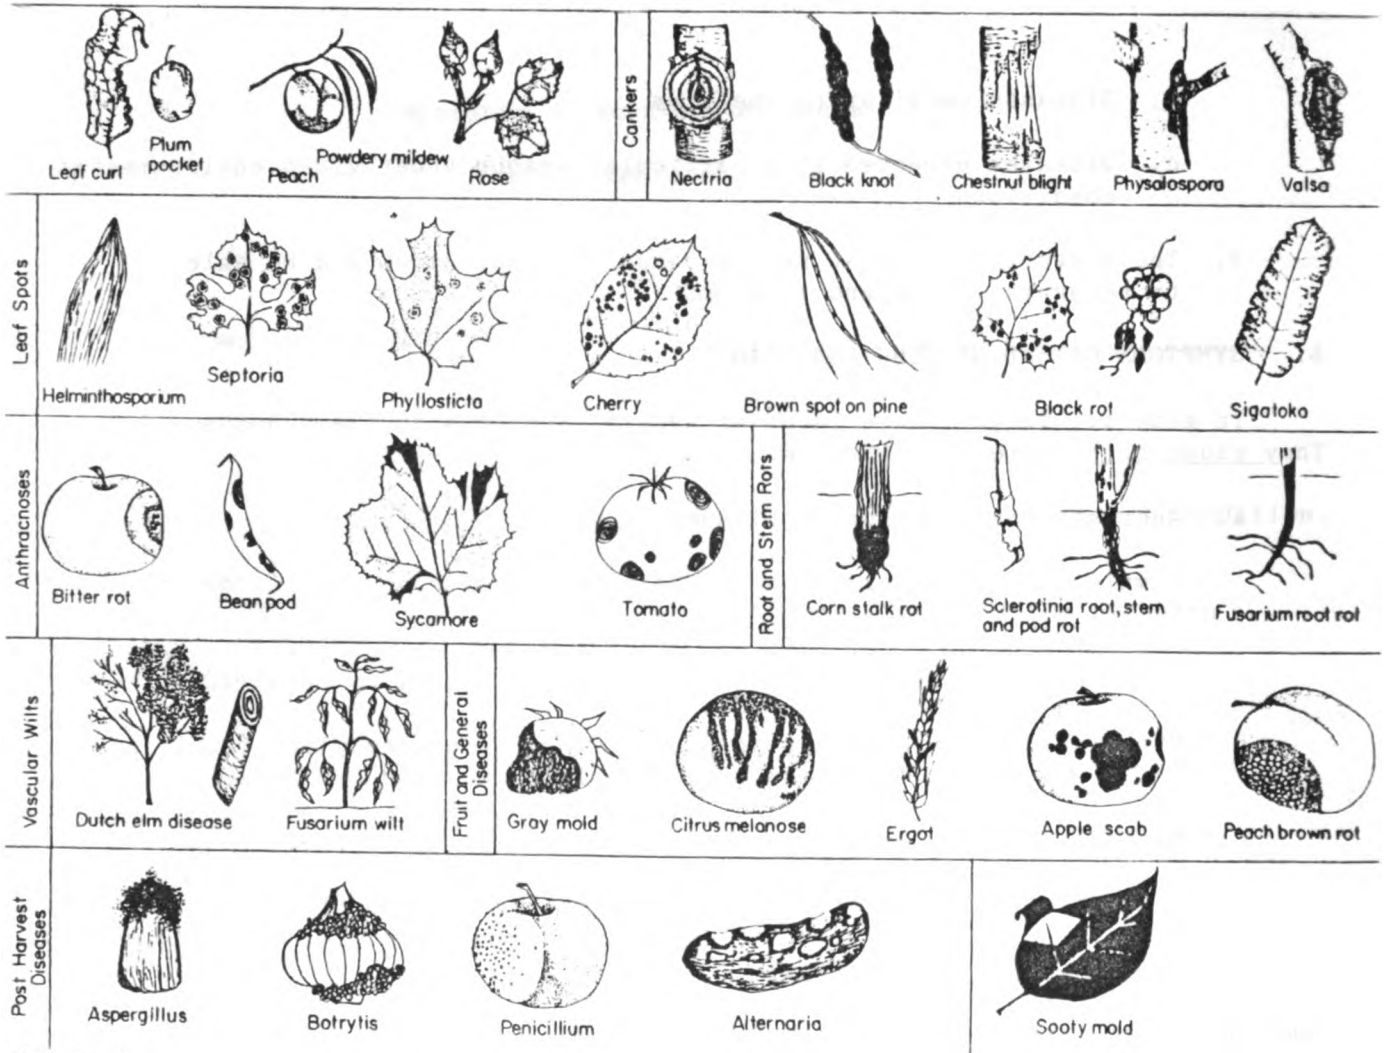 Leaf curl
Plum
pocket
Powdery mildew
Peach
Rose
Cankers
Nectria
Black knot
Chestnut blight
Physalospora
Valsa
Leaf Spots
Helminthosporium
Septoria
Phyllosticta
Cherry
Brown spot on pine
Black rot
Sigatoka
Anthracnoses
Bitter rot
Bean pod
Sycamore
Tomato
Root and Stem Rots
Corn stalk rot
Sclerotinia root, stem
and pod rot
Fusarium root rot
Vascular Wilts
Dutch elm disease
Fusarium wilt
Fruit and General
Diseases
Gray mold
Citrus melanose
Ergot
Apple scab
Peach brown rot
Post Harvest
Diseases
Aspergillus
Botrytis
Penicillium
Alternaria
Sooty mold